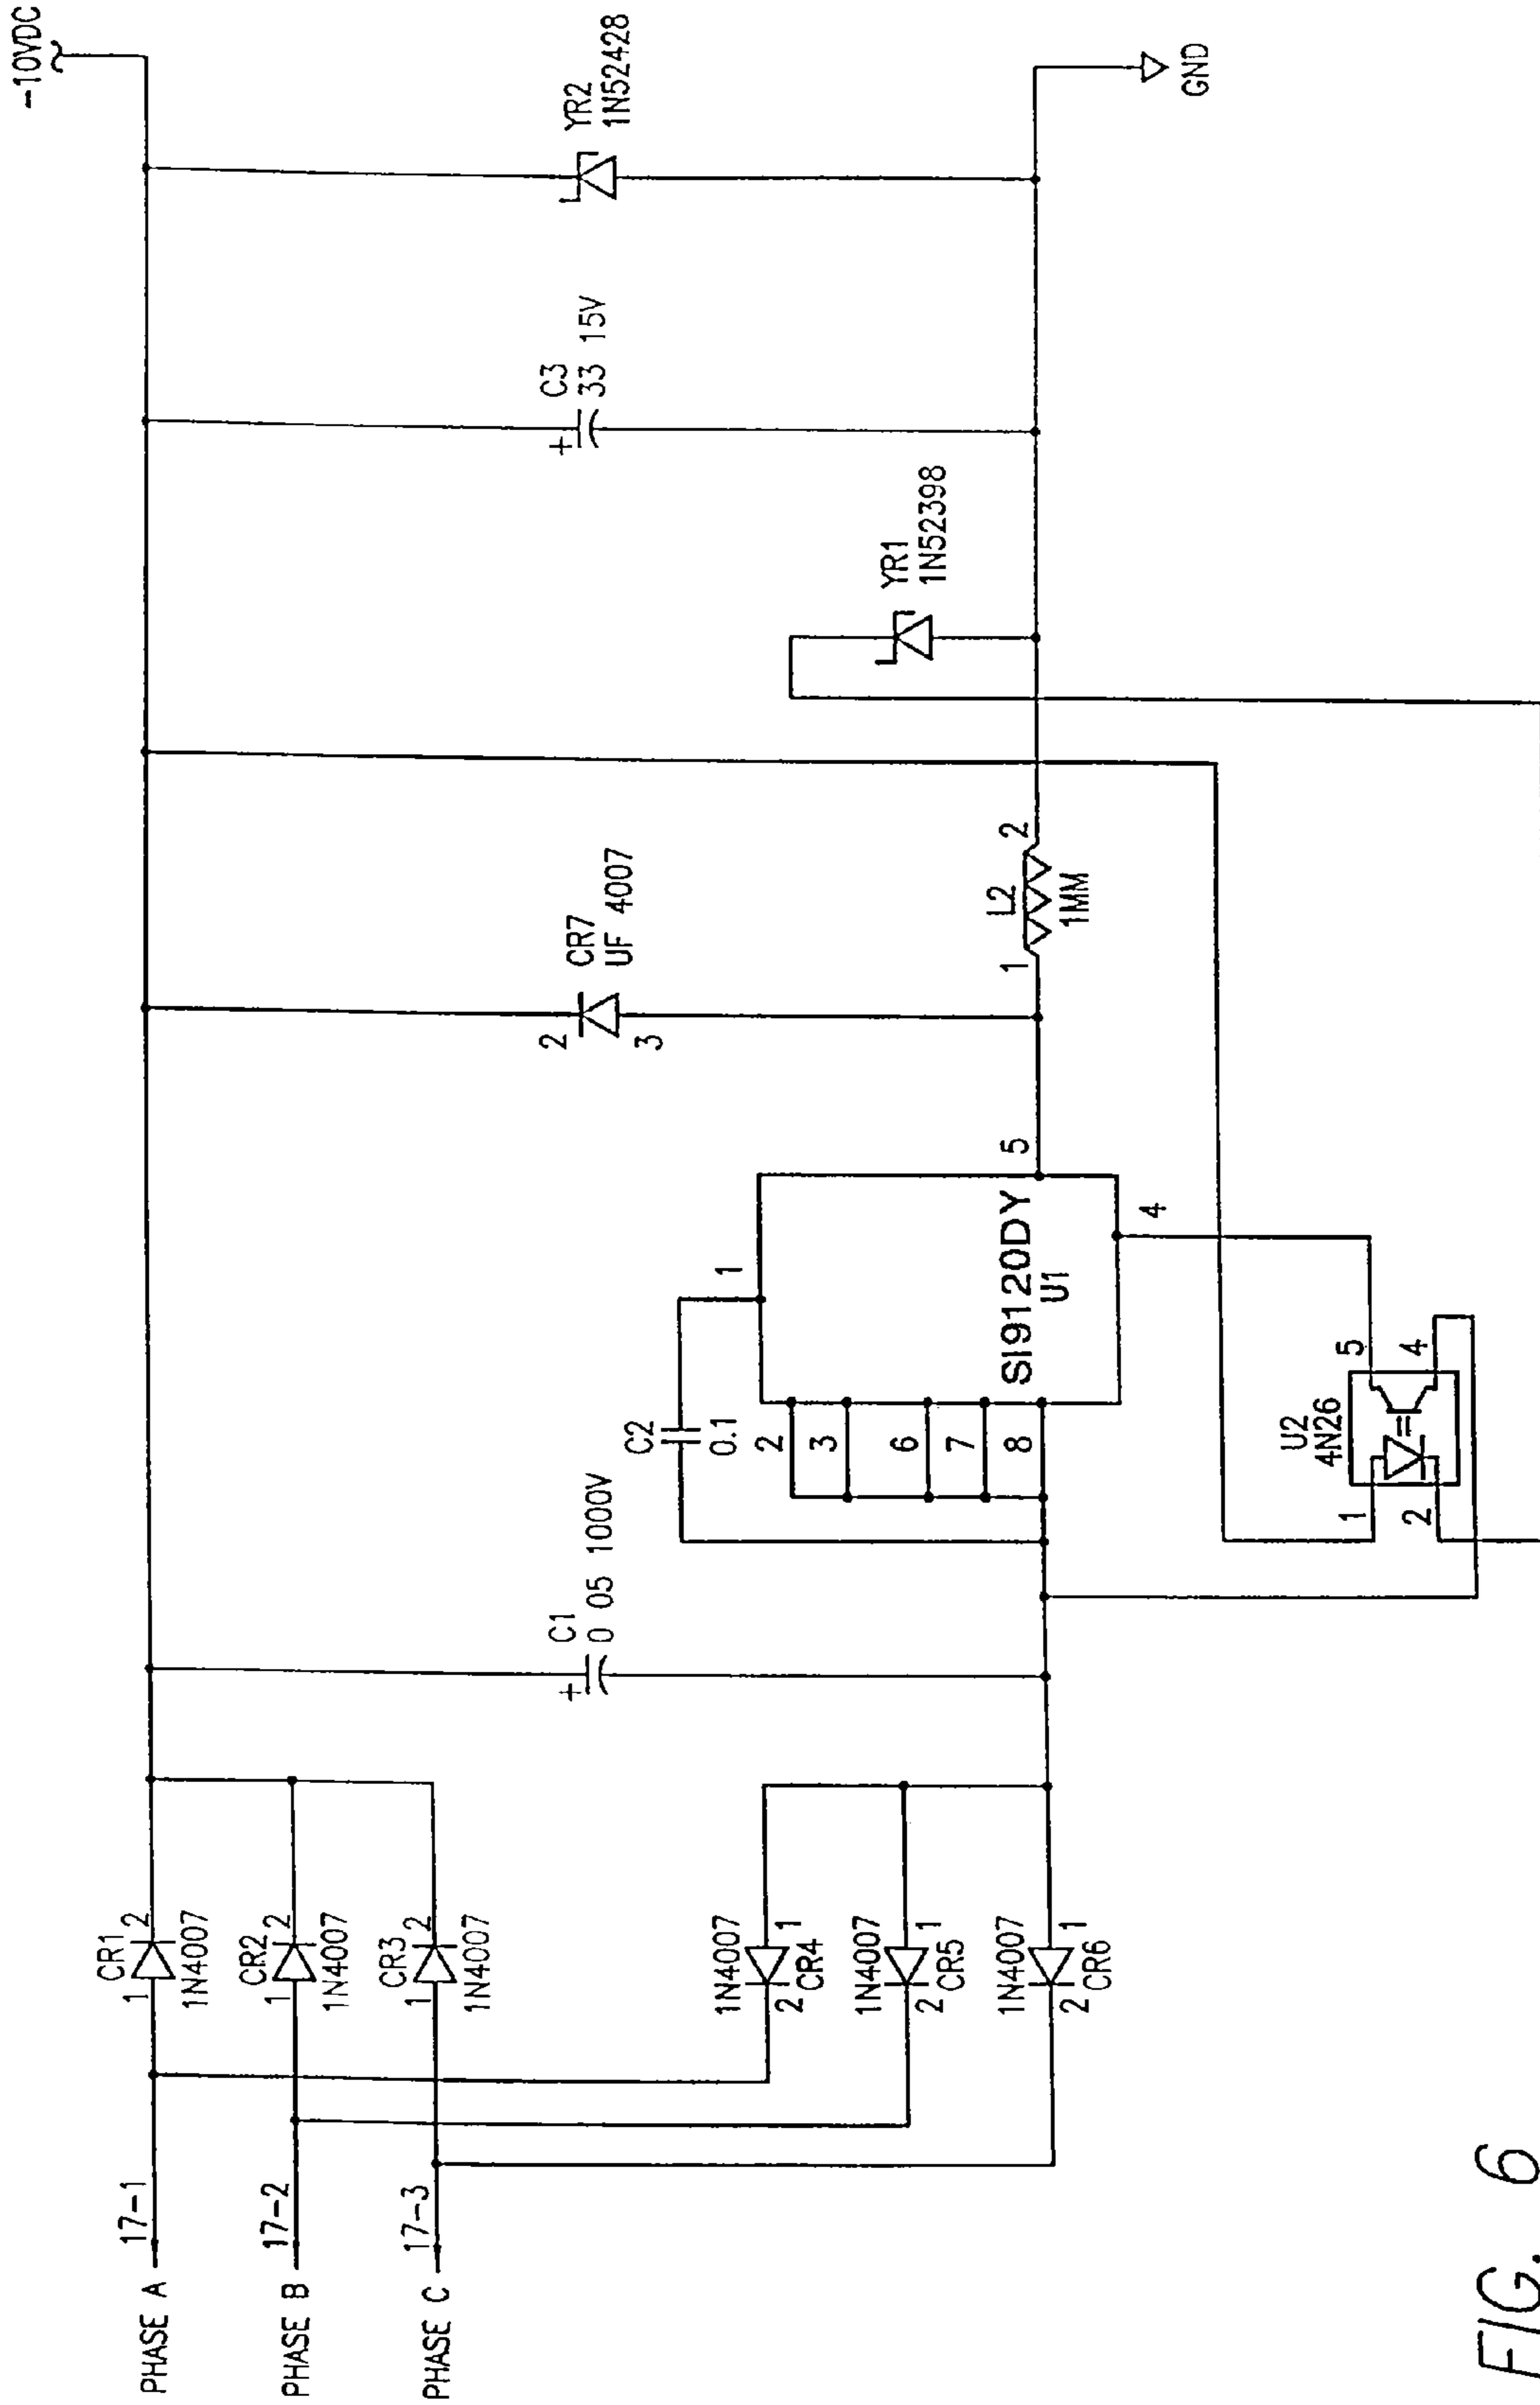 -10VDC
PHASE A
17-1
1
CR1
2
1N4007
PHASE B
17-2
1
CR2
2
1N4007
PHASE C
17-3
1
CR3
2
1N4007
1N4007
2
1
CR4
1N4007
2
1
CR5
1N4007
2
1
CR6
C1
0 05 1000V
C2
0.1
1
2
3
6
7
8
SI9120DY
U1
5
4
CR7
UF 4007
2
3
L2
1
2
1MM
YR1
1N52398
C3
33 15V
YR2
1N52428
GND
U2
4N26
1
2
5
4
FIG. 6